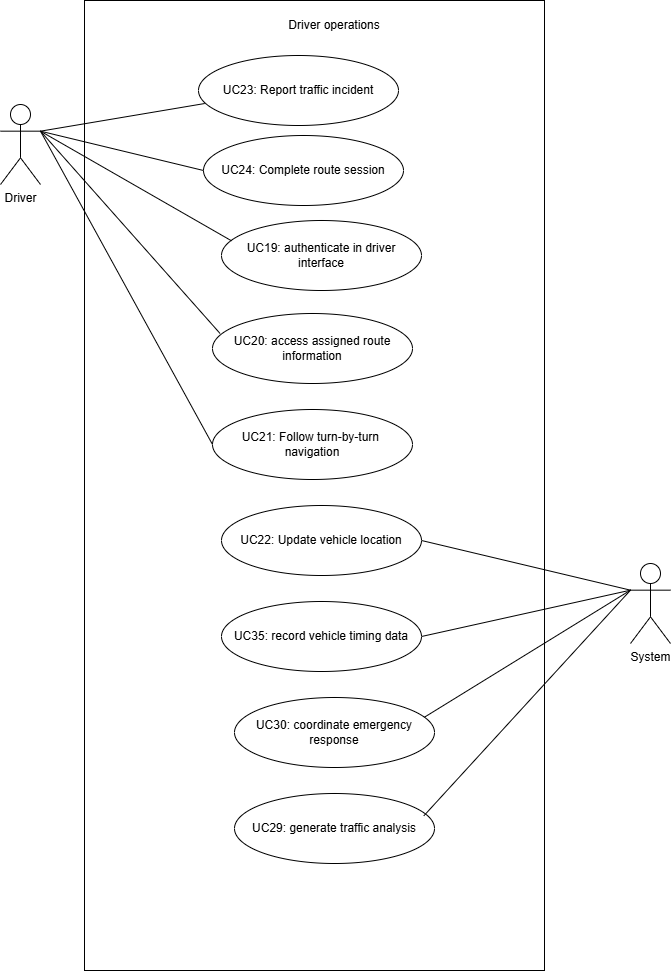 Driver operations
UC23: Report traffic incident
Driver
UC24: Complete route session
UC19: authenticate in driver
interface
UC20: access assigned route
information
UC21: Follow turn-by-turn
navigation
UC22: Update vehicle location
UC35: record vehicle timing data
System
UC30: coordinate emergency
response
UC29: generate traffic analysis